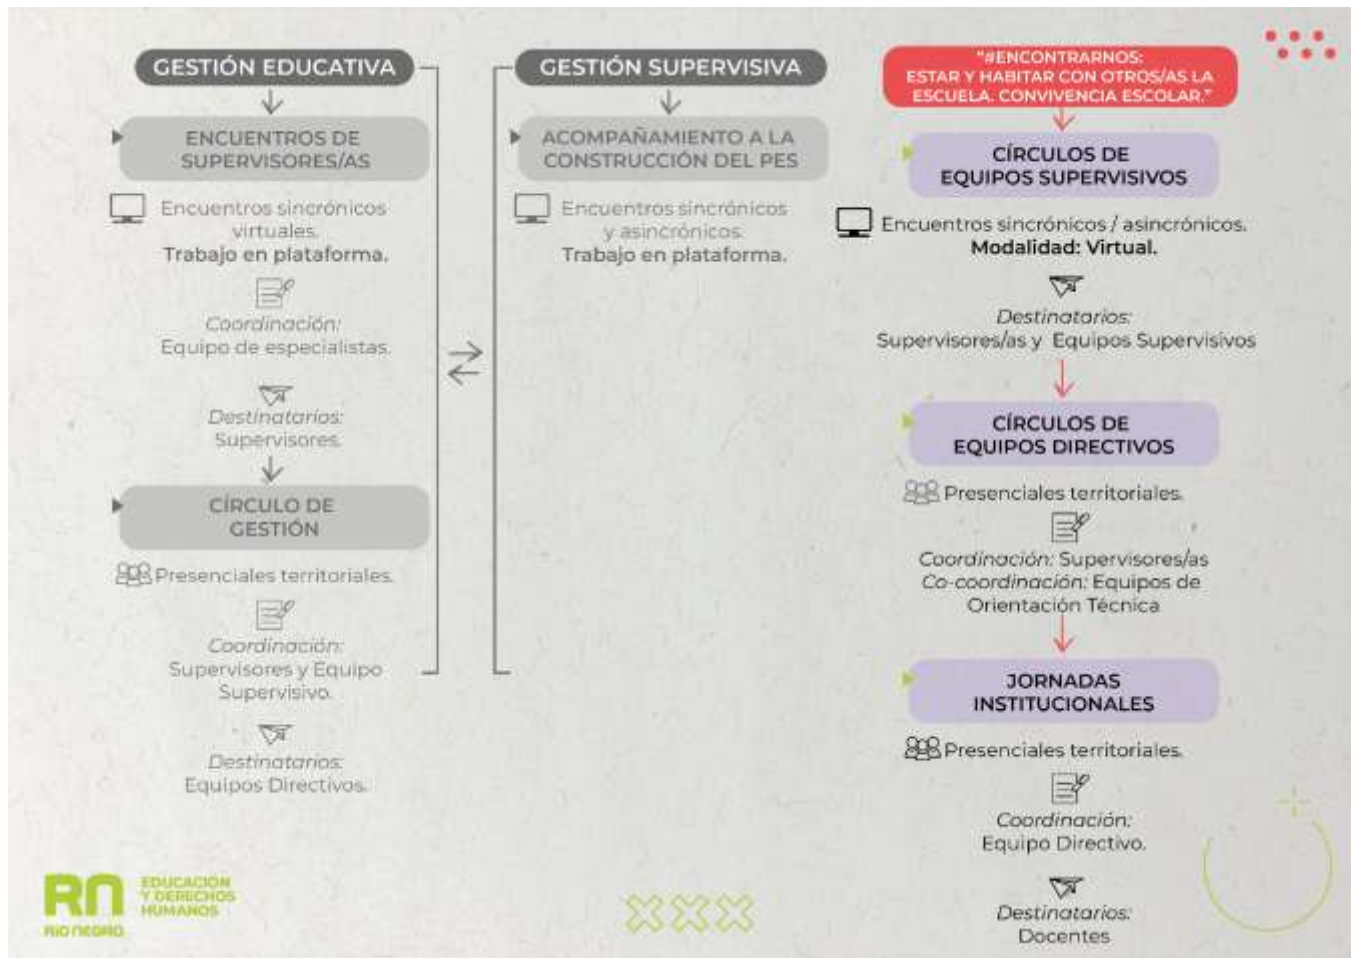 GESTIÓN EDUCATIVA
ENCUENTROS DE
SUPERVISORES/AS
Encuentros sincrónicos
virtuales.
Trabajo en plataforma.
Coordinación:
Equipo de especialistas.
Destinatarios:
Supervisores.
CÍRCULO DE
GESTIÓN
Presenciales territoriales.
Coordinación:
Supervisores y Equipo
Supervisivo.
Destinatarios:
Equipos Directivos.
GESTIÓN SUPERVISIVA
ACOMPAÑAMIENTO A LA
CONSTRUCCIÓN DEL PES
Encuentros sincrónicos
y asincrónicos.
Trabajo en plataforma.
"#ENCONTRARNOS:
ESTAR Y HABITAR CON OTROS/AS LA
ESCUELA. CONVIVENCIA ESCOLAR."
CÍRCULOS DE
EQUIPOS SUPERVISIVOS
Encuentros sincrónicos / asincrónicos.
Modalidad: Virtual.
Destinatarios:
Supervisores/as y Equipos Supervisivos
CÍRCULOS DE
EQUIPOS DIRECTIVOS
Presenciales territoriales.
Coordinación: Supervisores/as
Co-coordinación: Equipos de
Orientación Técnica
JORNADAS
INSTITUCIONALES
Presenciales territoriales.
Coordinación:
Equipo Directivo.
Destinatarios:
Docentes
RN
RÍO NEGRO
EDUCACIÓN
Y DERECHOS
HUMANOS